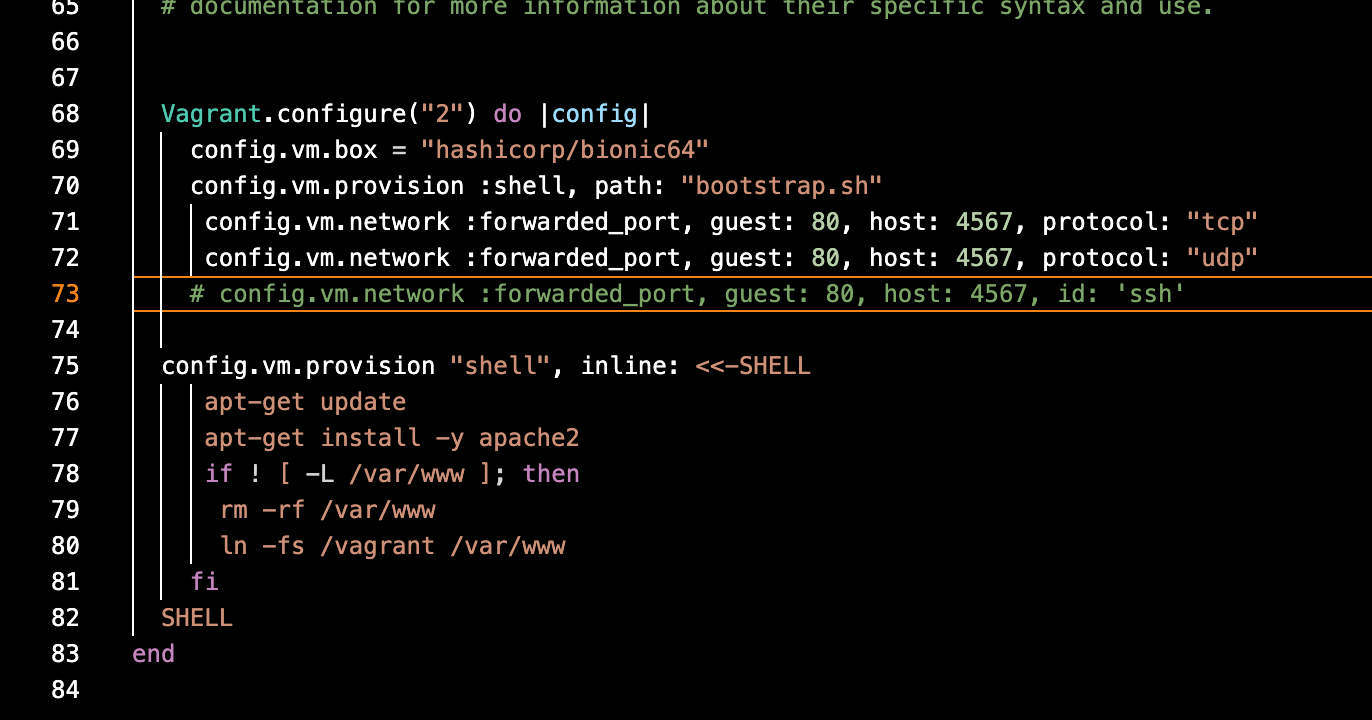 65 # documentation for more information about their specific syntax and use.
66
67
68 Vagrant.configure("2") do |config|
69 config.vm.box = "hashicorp/bionic64"
70 config.vm.provision :shell, path: "bootstrap.sh"
71 config.vm.network :forwarded_port, guest: 80, host: 4567, protocol: "tcp"
72 config.vm.network :forwarded_port, guest: 80, host: 4567, protocol: "udp"
73 # config.vm.network :forwarded_port, guest: 80, host: 4567, id: 'ssh'
74
75 config.vm.provision "shell", inline: <<-SHELL
76 apt-get update
77 apt-get install -y apache2
78 if ! [ -L /var/www ]; then
79 rm -rf /var/www
80 ln -fs /vagrant /var/www
81 fi
82 SHELL
83 end
84